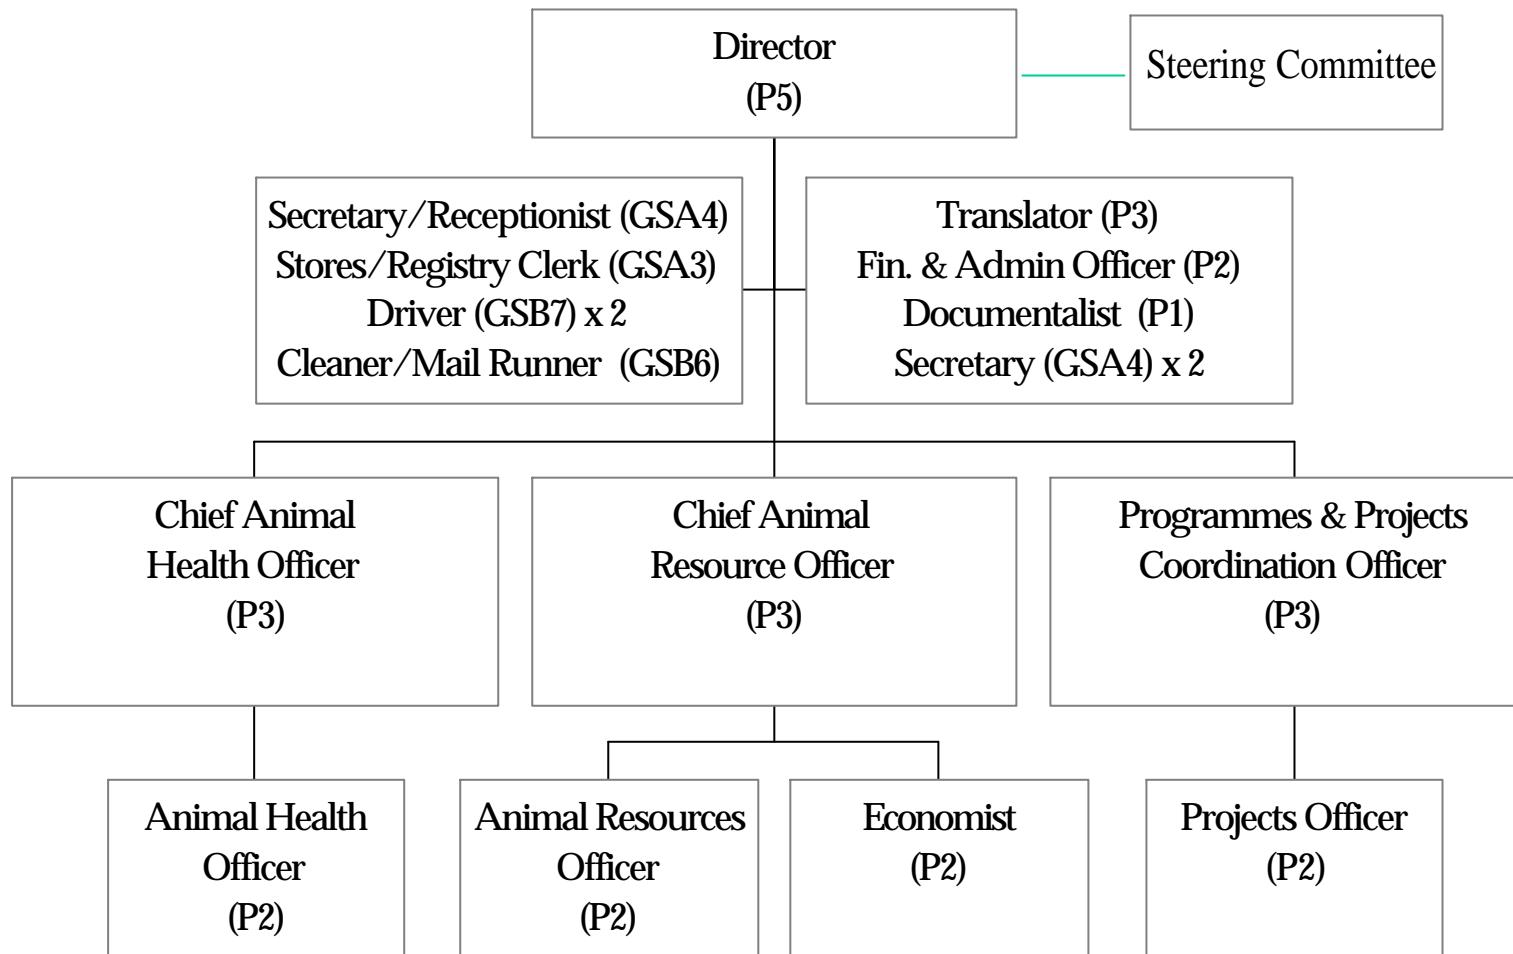 Director
(P5)
Steering Committee
Secretary/Receptionist (GSA4)
Stores/Registry Clerk (GSA3)
Driver (GSB7) x 2
Cleaner/Mail Runner (GSB6)
Translator (P3)
Fin. & Admin Officer (P2)
Documentalist (P1)
Secretary (GSA4) x 2
Chief Animal
Health Officer
(P3)
Chief Animal
Resource Officer
(P3)
Programmes & Projects
Coordination Officer
(P3)
Animal Health
Officer
(P2)
Animal Resources
Officer
(P2)
Economist
(P2)
Projects Officer
(P2)